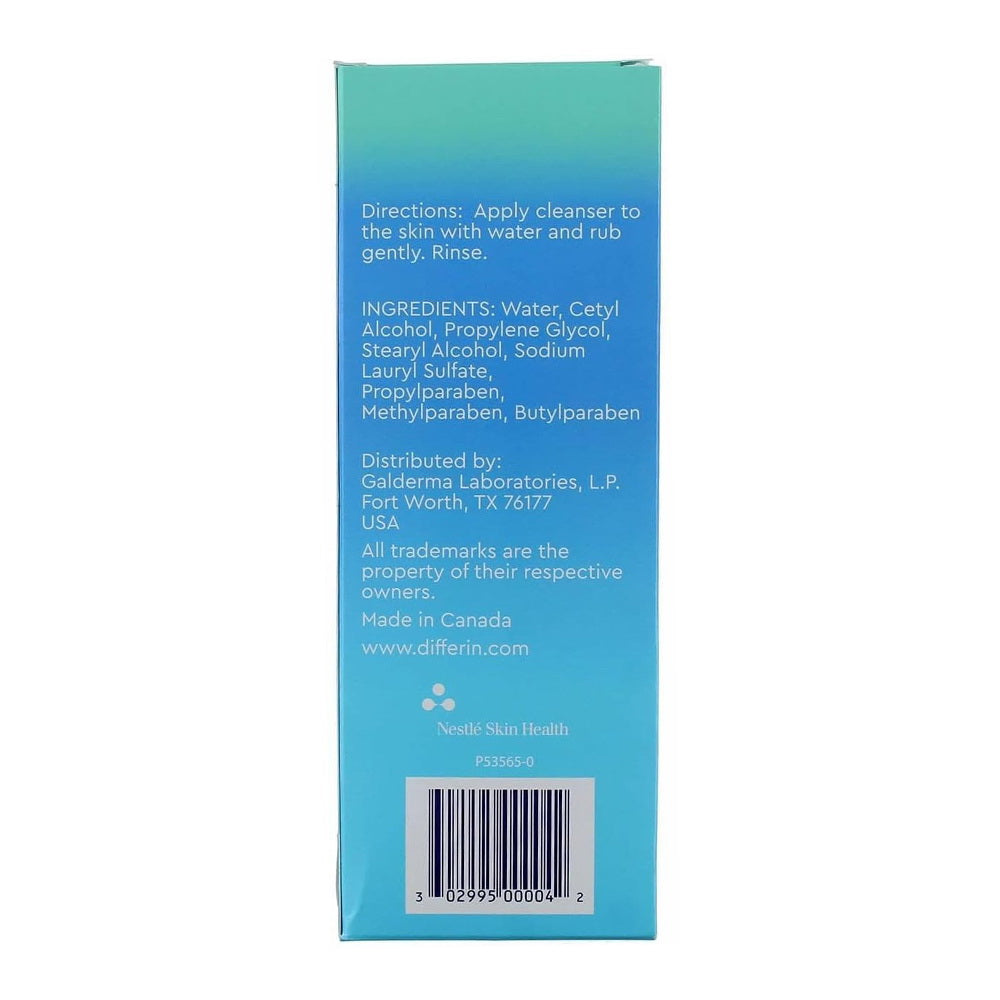 Directions: Apply cleanser to
the skin with water and rub
gently. Rinse.
INGREDIENTS: Water, Cetyl
Alcohol, Propylene Glycol,
Stearyl Alcohol, Sodium
Lauryl Sulfate,
Propylparaben,
Methylparaben, Butylparaben
Distributed by:
Galderma Laboratories, L.P.
Fort Worth, TX 76177
USA
All trademarks are the
property of their respective
owners.
Made in Canada
www.differin.com
Nestlé Skin Health
P53565-0
3 02995 00004 2